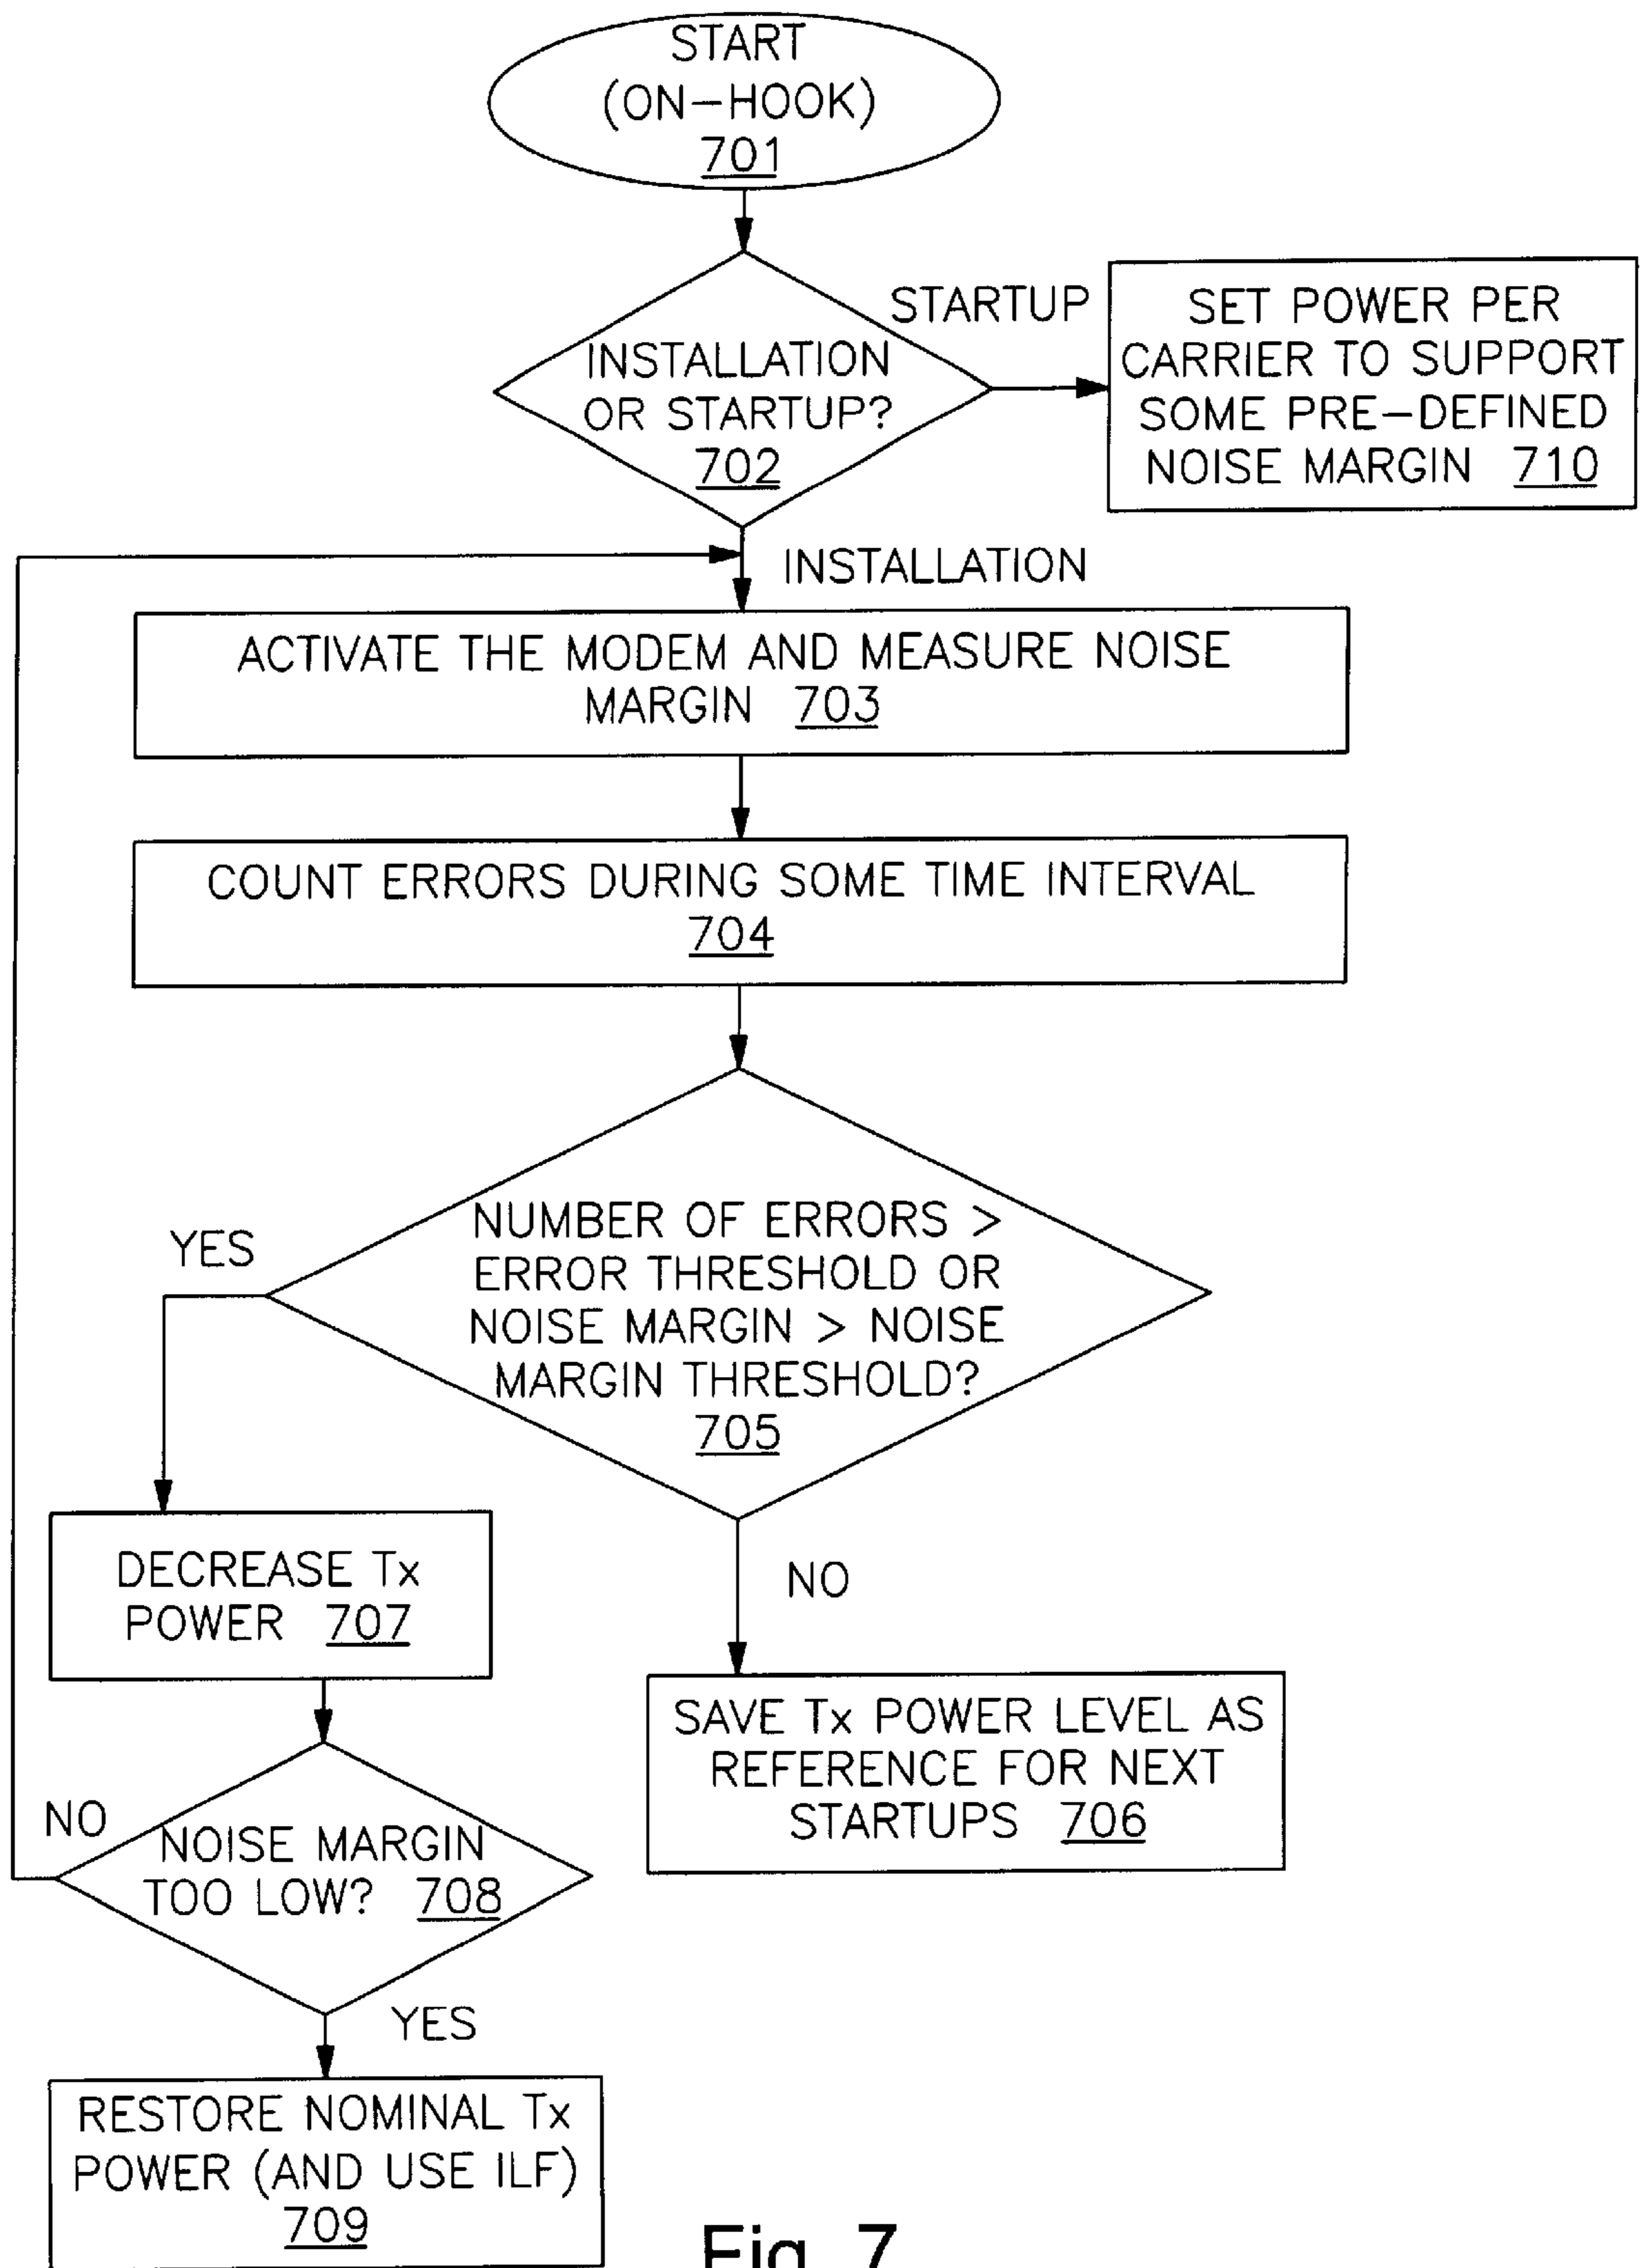 START
(ON-HOOK)
701
STARTUP
INSTALLATION
OR STARTUP?
702
SET POWER PER
CARRIER TO SUPPORT
SOME PRE-DEFINED
NOISE MARGIN 710
INSTALLATION
ACTIVATE THE MODEM AND MEASURE NOISE
MARGIN 703
COUNT ERRORS DURING SOME TIME INTERVAL
704
NUMBER OF ERRORS >
ERROR THRESHOLD OR
NOISE MARGIN > NOISE
MARGIN THRESHOLD?
705
YES
NO
DECREASE Tx
POWER 707
SAVE Tx POWER LEVEL AS
REFERENCE FOR NEXT
STARTUPS 706
NO
NOISE MARGIN
TOO LOW? 708
YES
RESTORE NOMINAL Tx
POWER (AND USE ILF)
709
Fig. 7